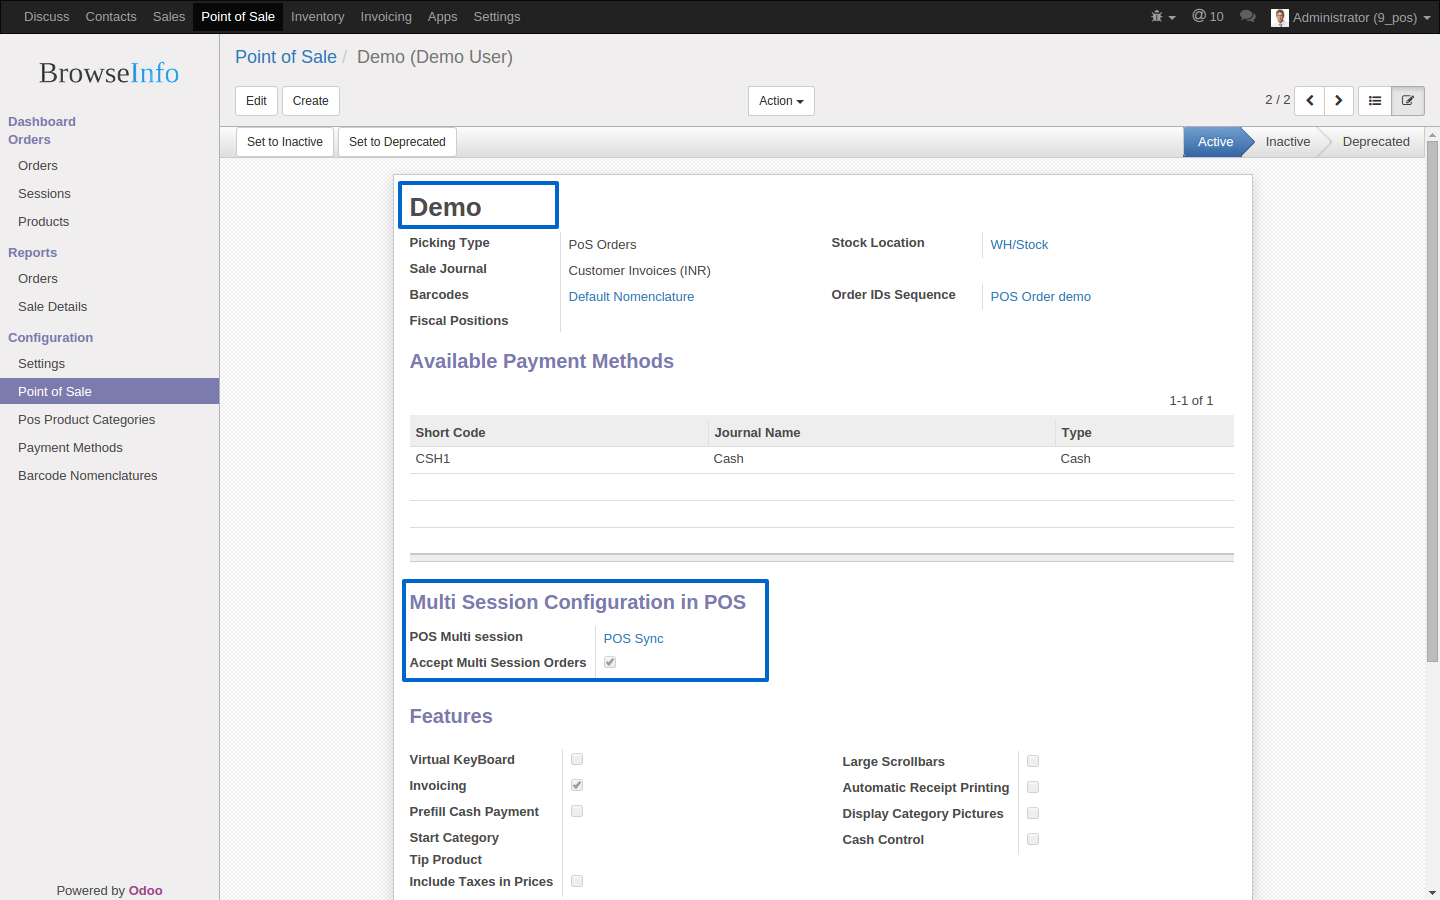 Discuss Contacts Sales Point of Sale Inventory Invoicing Apps Settings @ 10 Administrator (9_pos)
BrowseInfo
Dashboard
Orders
Orders
Sessions
Products
Reports
Orders
Sale Details
Configuration
Settings
Point of Sale
Pos Product Categories
Payment Methods
Barcode Nomenclatures
Powered by Odoo
Point of Sale / Demo (Demo User)
Edit Create Action 2 / 2
Set to Inactive Set to Deprecated Active Inactive Deprecated
Demo
Picking Type PoS Orders Stock Location WH/Stock
Sale Journal Customer Invoices (INR)
Barcodes Default Nomenclature Order IDs Sequence POS Order demo
Fiscal Positions
Available Payment Methods
1-1 of 1
Short Code Journal Name Type
CSH1 Cash Cash
Multi Session Configuration in POS
POS Multi session POS Sync
Accept Multi Session Orders
Features
Virtual KeyBoard Large Scrollbars
Invoicing Automatic Receipt Printing
Prefill Cash Payment Display Category Pictures
Start Category Cash Control
Tip Product
Include Taxes in Prices